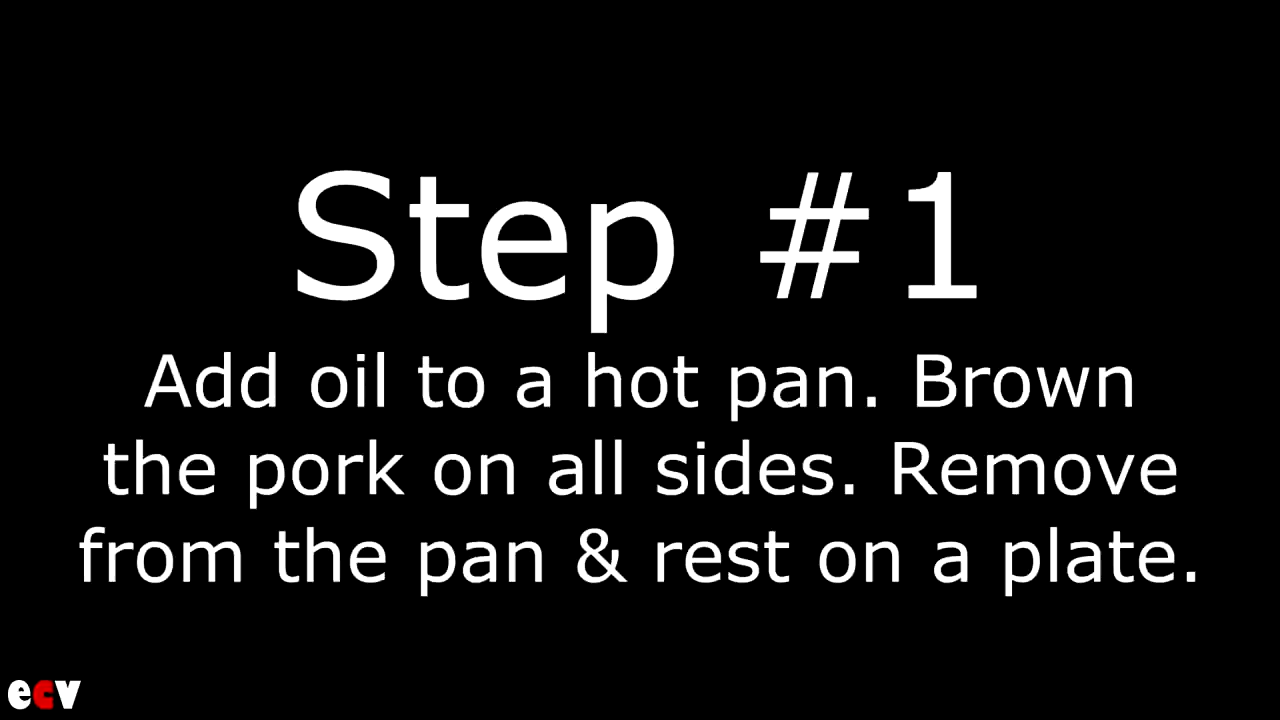 Step #1
Add oil to a hot pan. Brown
the pork on all sides. Remove
from the pan & rest on a plate.
ecv